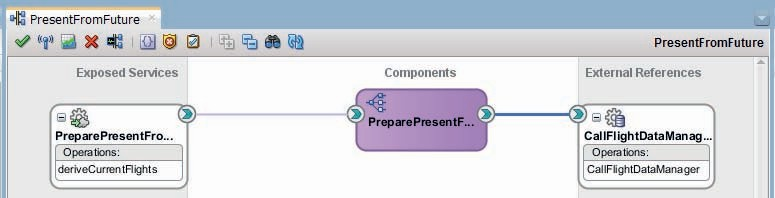 PresentFromFuture
PresentFromFuture
Exposed Services
Components
External References
PreparePresentFro...
Operations:
deriveCurrentFlights
PreparePresentF...
CallFlightDataManag...
Operations:
CallFlightDataManager